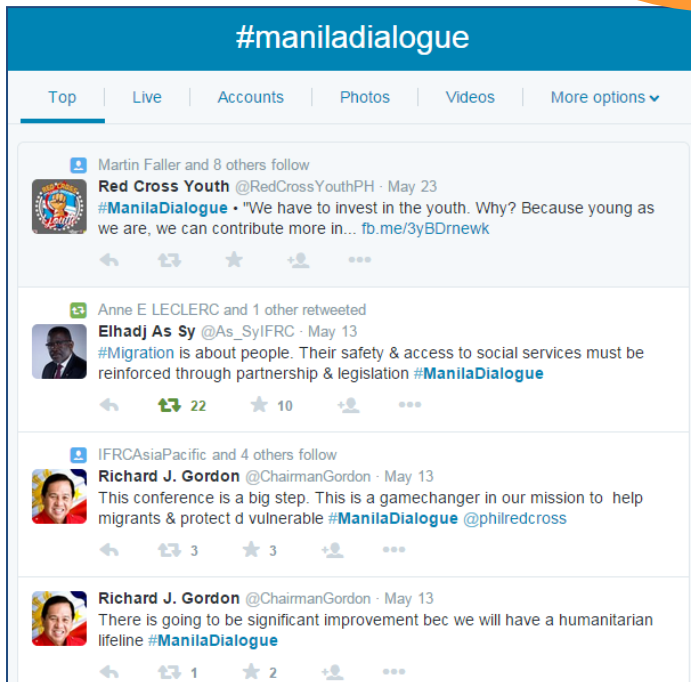 #maniladialogue
Top Live Accounts Photos Videos More options
Martin Faller and 8 others follow
Red Cross Youth @RedCrossYouthPH · May 23
#ManilaDialogue • "We have to invest in the youth. Why? Because young as
we are, we can contribute more in... fb.me/3yBDrnewk
Anne E LECLERC and 1 other retweeted
Elhadj As Sy @As_SyIFRC · May 13
#Migration is about people. Their safety & access to social services must be
reinforced through partnership & legislation #ManilaDialogue
22 10
IFRCAsiaPacific and 4 others follow
Richard J. Gordon @ChairmanGordon · May 13
This conference is a big step. This is a gamechanger in our mission to help
migrants & protect d vulnerable #ManilaDialogue @philredcross
3 3
Richard J. Gordon @ChairmanGordon · May 13
There is going to be significant improvement bec we will have a humanitarian
lifeline #ManilaDialogue
1 2